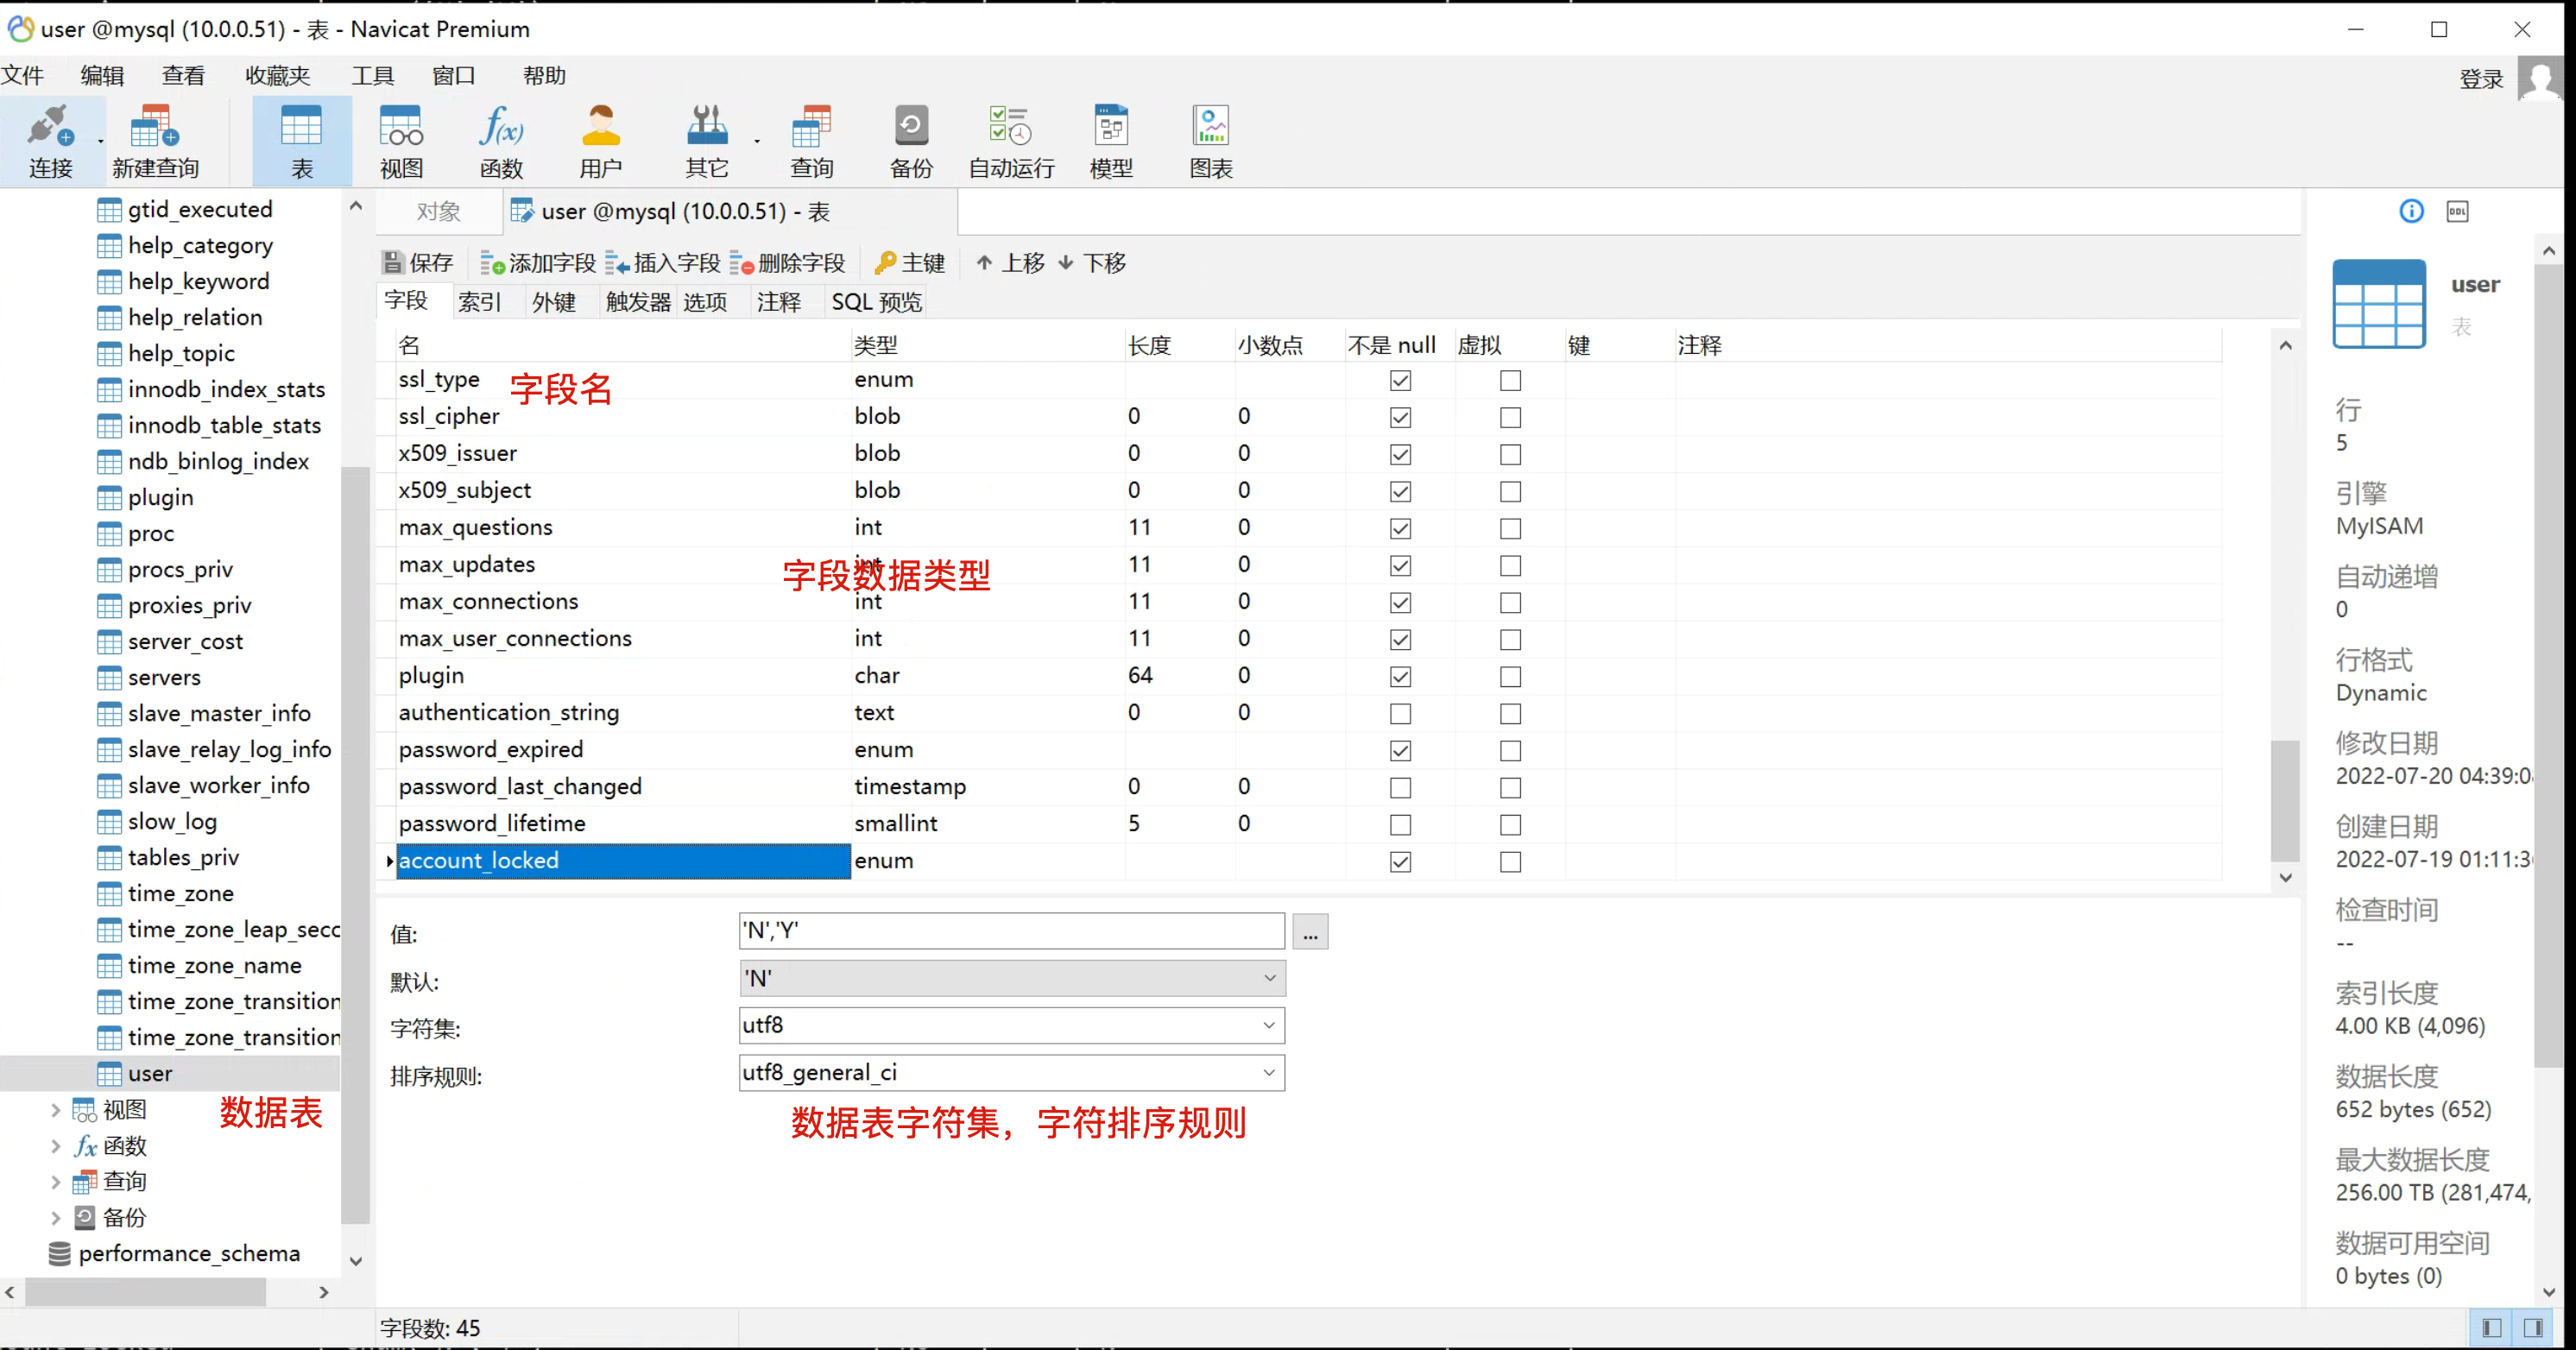 user @mysql (10.0.0.51) - 表 - Navicat Premium
文件 编辑 查看 收藏夹 工具 窗口 帮助 登录
连接 新建查询 表 视图 函数 用户 其它 查询 备份 自动运行 模型 图表
gtid_executed
help_category
help_keyword
help_relation
help_topic
innodb_index_stats
innodb_table_stats
ndb_binlog_index
plugin
proc
procs_priv
proxies_priv
server_cost
servers
slave_master_info
slave_relay_log_info
slave_worker_info
slow_log
tables_priv
time_zone
time_zone_leap_secc
time_zone_name
time_zone_transition
time_zone_transition
user
视图
数据表
函数
查询
备份
performance_schema
对象 user @mysql (10.0.0.51) - 表
保存 添加字段 插入字段 删除字段 主键 上移 下移
字段 索引 外键 触发器 选项 注释 SQL 预览
名 类型 长度 小数点 不是 null 虚拟 键 注释
ssl_type enum
字段名
ssl_cipher blob 0 0
x509_issuer blob 0 0
x509_subject blob 0 0
max_questions int 11 0
max_updates int 11 0
字段数据类型
max_connections int 11 0
max_user_connections int 11 0
plugin char 64 0
authentication_string text 0 0
password_expired enum
password_last_changed timestamp 0 0
password_lifetime smallint 5 0
account_locked enum
值: 'N','Y' ...
默认: 'N'
字符集: utf8
排序规则: utf8_general_ci
数据表字符集，字符排序规则
字段数: 45
DDL
user
表
行
5
引擎
MyISAM
自动递增
0
行格式
Dynamic
修改日期
2022-07-20 04:39:0
创建日期
2022-07-19 01:11:3
检查时间
--
索引长度
4.00 KB (4,096)
数据长度
652 bytes (652)
最大数据长度
256.00 TB (281,474,
数据可用空间
0 bytes (0)